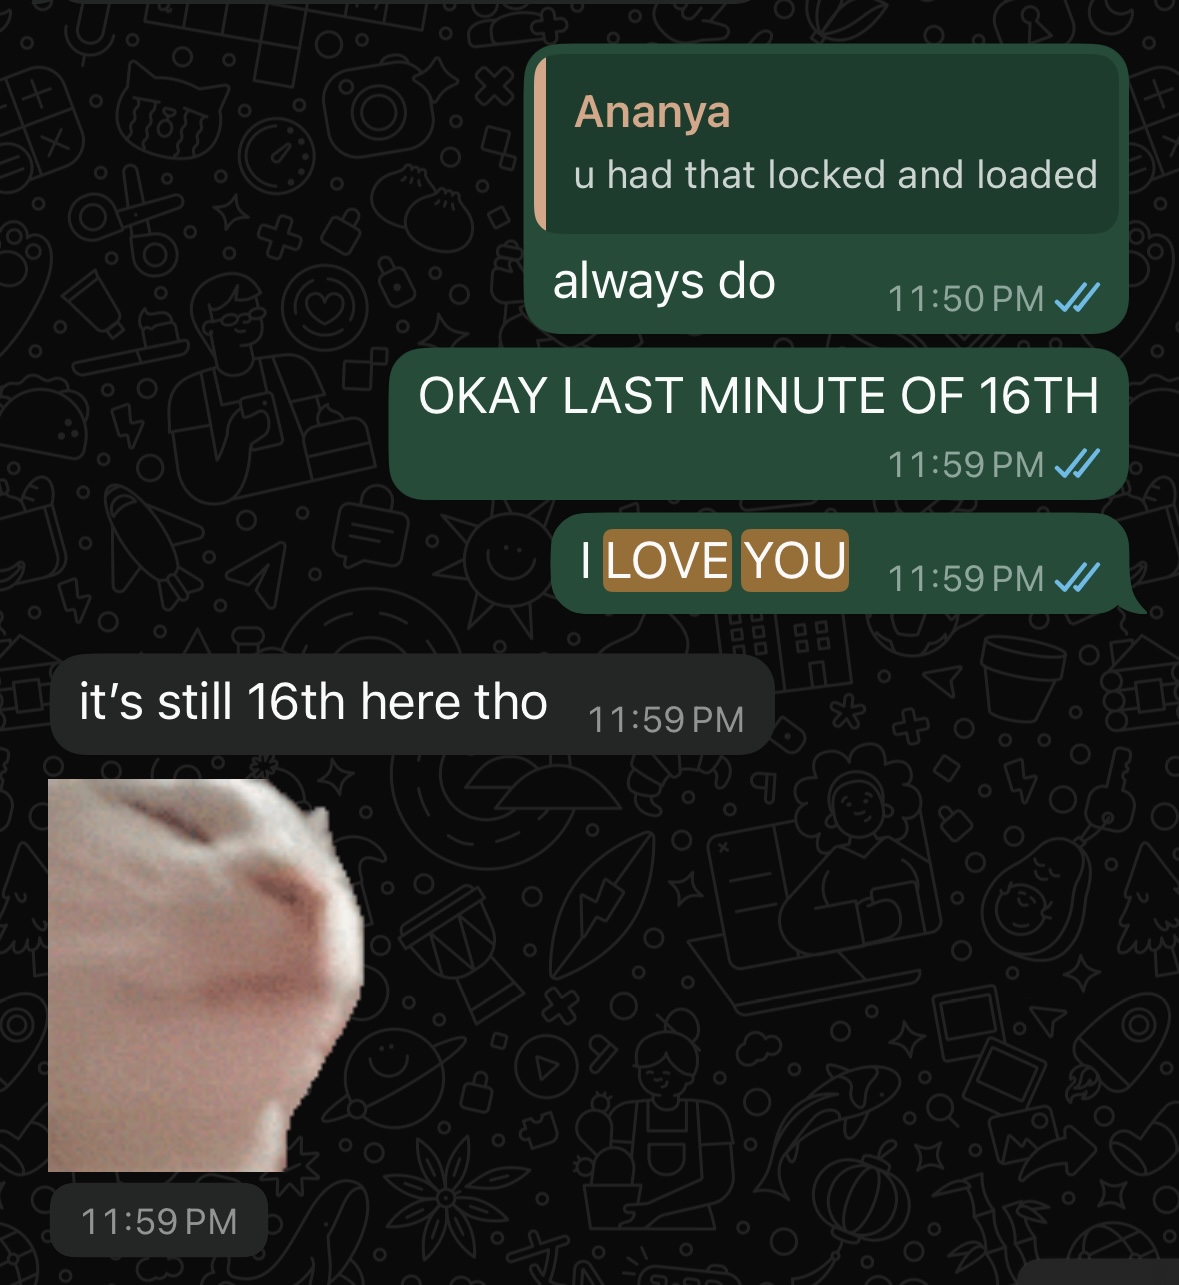 Ananya
u had that locked and loaded
always do
11:50 PM
OKAY LAST MINUTE OF 16TH
11:59 PM
I LOVE YOU 11:59 PM
it’s still 16th here tho 11:59 PM
11:59 PM